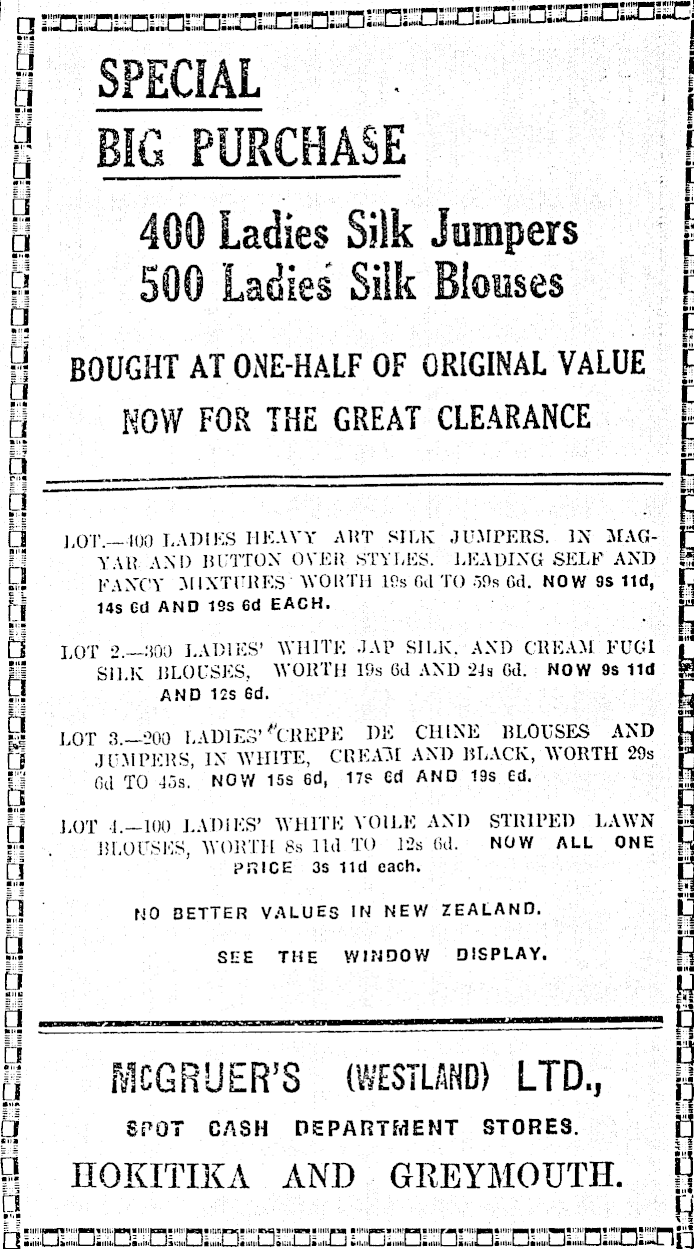 SPECIAL
BIG PURCHASE
400 Ladies Silk Jumpers
500 Ladies Silk Blouses
BOUGHT AT ONE-HALF OF ORIGINAL VALUE
NOW FOR THE GREAT CLEARANCE
LOT.—400 LADIES HEAVY ART SILK JUMPERS. IN MAG-
YAR AND BUTTON OVER STYLES. LEADING SELF AND
FANCY MIXTURES WORTH 19s 6d TO 59s 6d. NOW 9s 11d,
14s 6d AND 19s 6d EACH.
LOT 2.—300 LADIES' WHITE JAP SILK. AND CREAM FUGI
SILK BLOUSES, WORTH 19s 6d AND 24s 6d. NOW 9s 11d
AND 12s 6d.
LOT 3.—200 LADIES' CREPE DE CHINE BLOUSES AND
JUMPERS, IN WHITE, CREAM AND BLACK, WORTH 29s
6d TO 45s. NOW 15s 6d, 17s 6d AND 19s 6d.
LOT 4.—100 LADIES' WHITE VOILE AND STRIPED LAWN
BLOUSES, WORTH 8s 11d TO 12s 6d. NOW ALL ONE
PRICE 3s 11d each.
NO BETTER VALUES IN NEW ZEALAND.
SEE THE WINDOW DISPLAY.
McGRUER'S (WESTLAND) LTD.,
SPOT CASH DEPARTMENT STORES.
HOKITIKA AND GREYMOUTH.